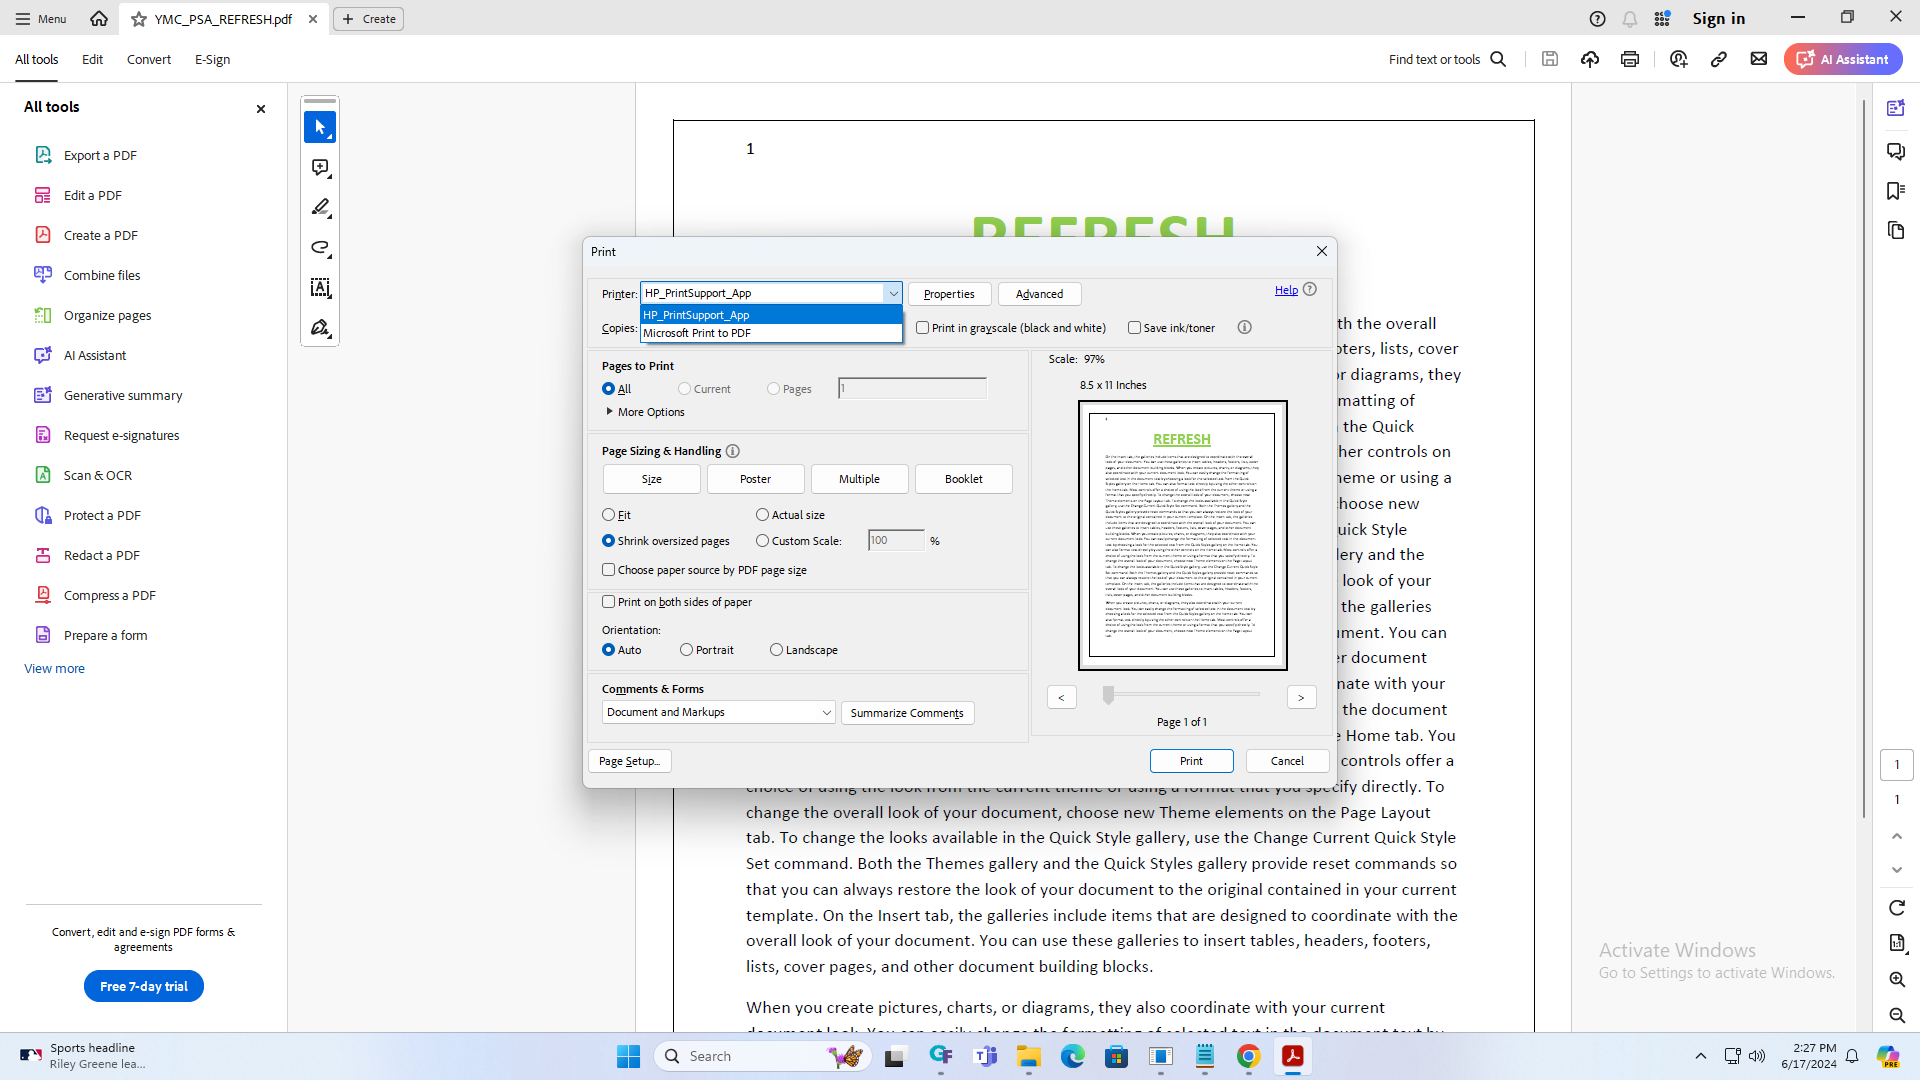 Menu
YMC_PSA_REFRESH.pdf
Create
Sign in
All tools
Edit
Convert
E-Sign
Find text or tools
AI Assistant
All tools
Export a PDF
Edit a PDF
Create a PDF
Combine files
Organize pages
AI Assistant
Generative summary
Request e-signatures
Scan & OCR
Protect a PDF
Redact a PDF
Compress a PDF
Prepare a form
View more
Convert, edit and e-sign PDF forms &
agreements
Free 7-day trial
1
REFRESH
Print
Printer:
HP_PrintSupport_App
Properties
Advanced
Help
HP_PrintSupport_App
Microsoft Print to PDF
Copies:
Print in grayscale (black and white)
Save ink/toner
Pages to Print
All
Current
Pages
1
More Options
Page Sizing & Handling
Size
Poster
Multiple
Booklet
Fit
Actual size
Shrink oversized pages
Custom Scale:
100
%
Choose paper source by PDF page size
Print on both sides of paper
Orientation:
Auto
Portrait
Landscape
Comments & Forms
Document and Markups
Summarize Comments
Page Setup...
Scale: 97%
8.5 x 11 Inches
REFRESH
<
>
Page 1 of 1
Print
Cancel
th the overall
oters, lists, cover
or diagrams, they
matting of
the Quick
her controls on
heme or using a
choose new
uick Style
lery and the
look of your
the galleries
ument. You can
er document
nate with your
the document
e Home tab. You
controls offer a
choice of using the look from the current theme or using a format that you specify directly. To
change the overall look of your document, choose new Theme elements on the Page Layout
tab. To change the looks available in the Quick Style gallery, use the Change Current Quick Style
Set command. Both the Themes gallery and the Quick Styles gallery provide reset commands so
that you can always restore the look of your document to the original contained in your current
template. On the Insert tab, the galleries include items that are designed to coordinate with the
overall look of your document. You can use these galleries to insert tables, headers, footers,
lists, cover pages, and other document building blocks.
When you create pictures, charts, or diagrams, they also coordinate with your current
document look. You can easily change the formatting of selected text in the document text by
1
1
Activate Windows
Go to Settings to activate Windows.
Sports headline
Riley Greene lea...
Search
2:27 PM
6/17/2024